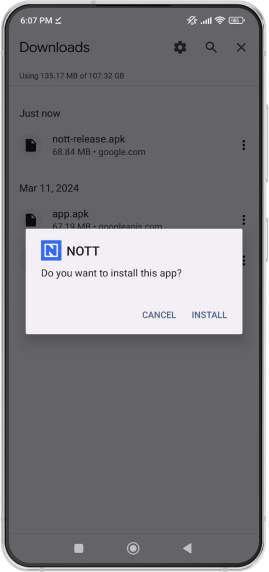 6:07 PM
Downloads
Using 135.17 MB of 107.32 GB
Just now
nott-release.apk
68.84 MB • google.com
Mar 11, 2024
app.apk
67.19 MB • googleapis.com
N NOTT
Do you want to install this app?
CANCEL INSTALL